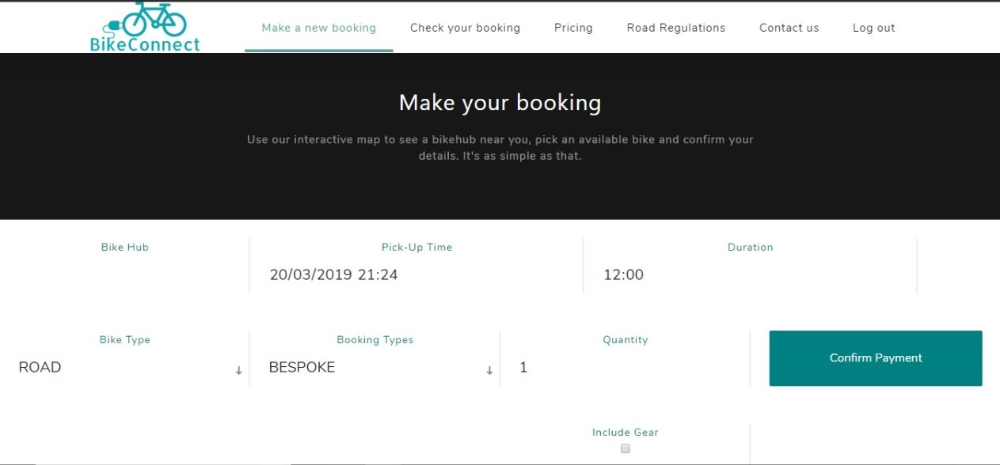 BikeConnect
Make a new booking
Check your booking
Pricing
Road Regulations
Contact us
Log out
Make your booking
Use our interactive map to see a bikehub near you, pick an available bike and confirm your
details. It's as simple as that.
Bike Hub
Pick-Up Time
Duration
20/03/2019 21:24
12:00
Bike Type
Booking Types
Quantity
ROAD
BESPOKE
1
Confirm Payment
Include Gear